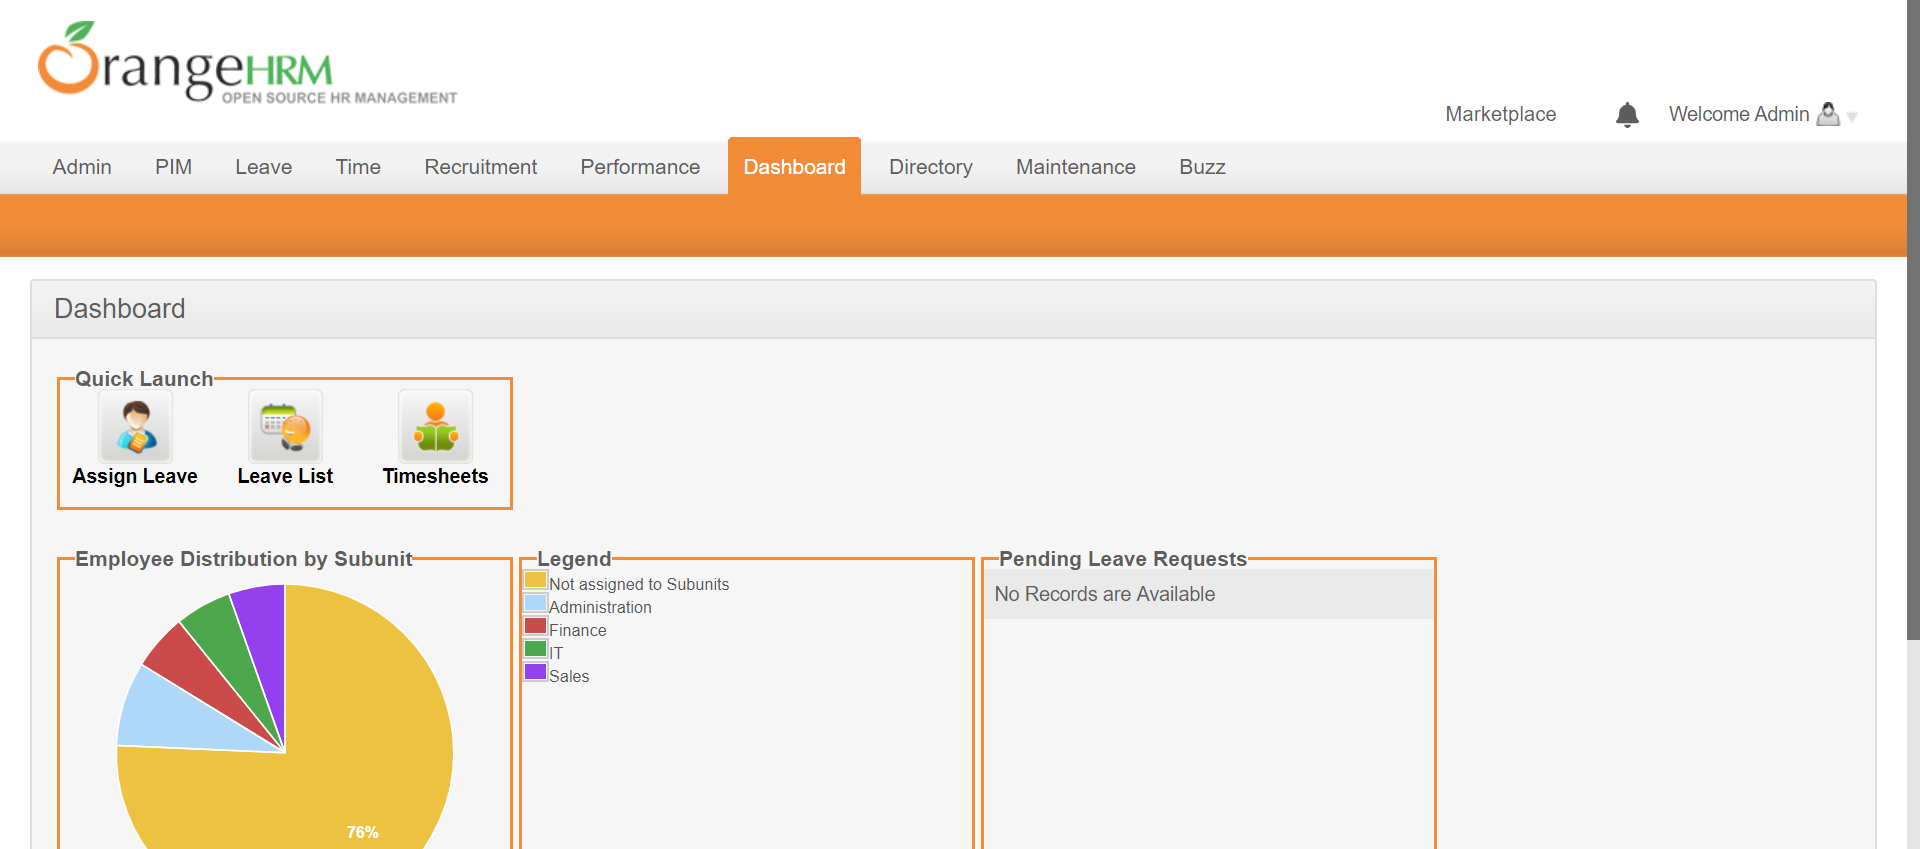 OrangeHRM
OPEN SOURCE HR MANAGEMENT
Marketplace
Welcome Admin
Admin PIM Leave Time Recruitment Performance Dashboard Directory Maintenance Buzz
Dashboard
Quick Launch
Assign Leave Leave List Timesheets
Employee Distribution by Subunit
76%
Legend
Not assigned to Subunits
Administration
Finance
IT
Sales
Pending Leave Requests
No Records are Available